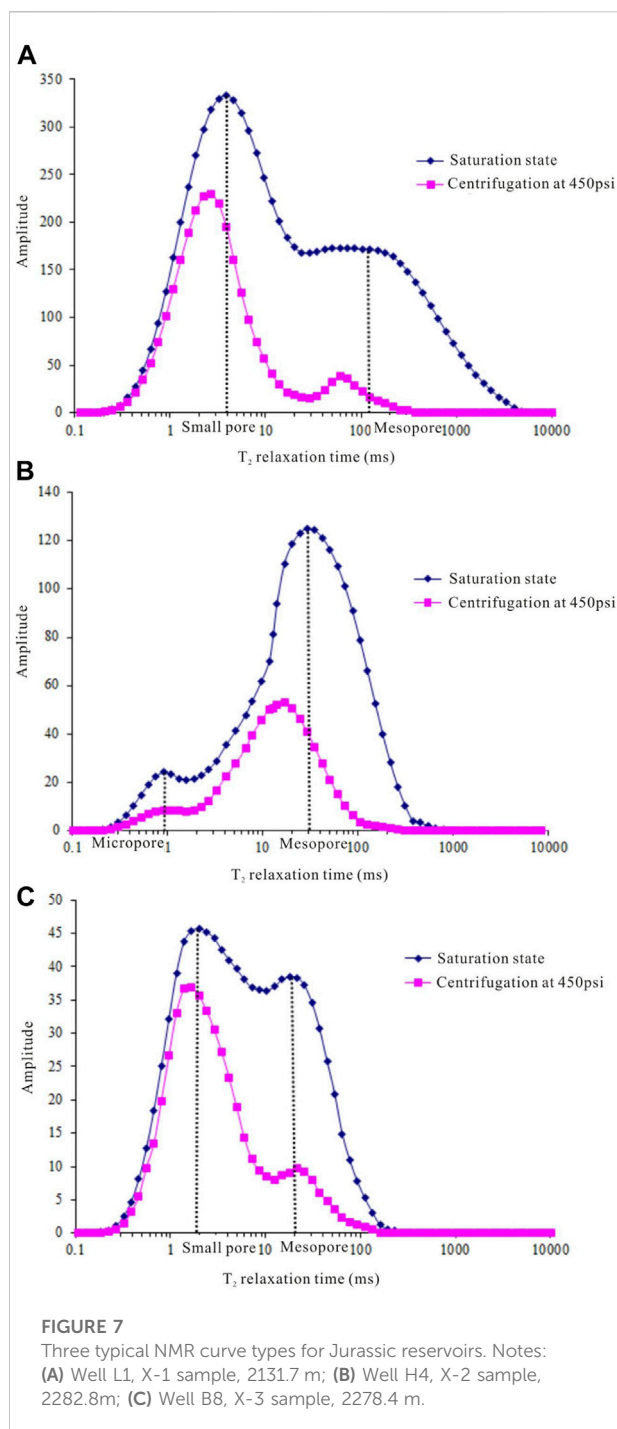 A
350
300
250
200
150
100
50
0
Amplitude
Saturation state
Centrifugation at 450psi
0.1 1 10 100 1000 10000
Small pore Mesopore
T2 relaxation time (ms)
B
140
120
100
80
60
40
20
0
Amplitude
Saturation state
Centrifugation at 450psi
0.1 1 10 100 1000 10000
Micropore Mesopore
T2 relaxation time (ms)
C
50
45
40
35
30
25
20
15
10
5
0
Amplitude
Saturation state
Centrifugation at 450psi
0.1 1 10 100 1000 10000
Small pore Mesopore
T2 relaxation time (ms)
FIGURE 7
Three typical NMR curve types for Jurassic reservoirs. Notes:
(A) Well L1, X-1 sample, 2131.7 m; (B) Well H4, X-2 sample,
2282.8m; (C) Well B8, X-3 sample, 2278.4 m.